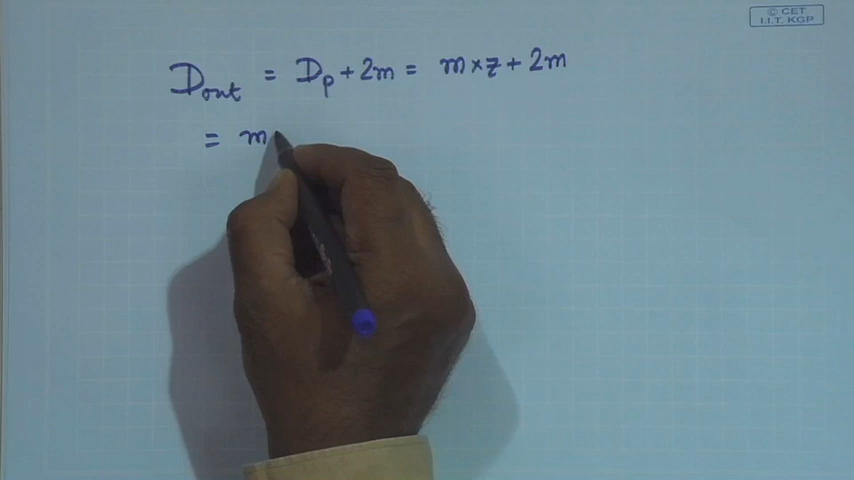 © CET
I.I.T. KGP
Dout = Dp + 2m = m × z + 2m
= m